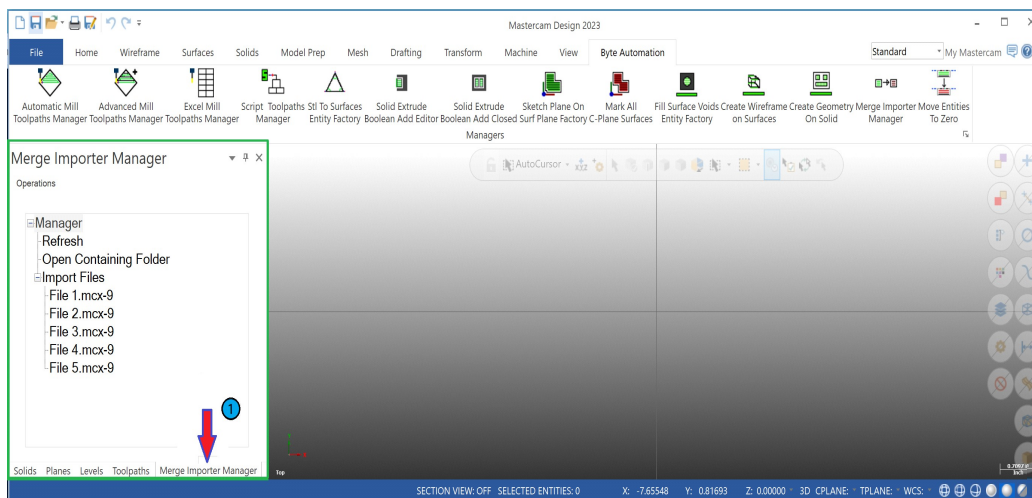 Mastercam Design 2023
File Home Wireframe Surfaces Solids Model Prep Mesh Drafting Transform Machine View Byte Automation Standard My Mastercam
Automatic Mill Toolpaths Manager
Advanced Mill Toolpaths Manager
Excel Mill Toolpaths Manager
Script Manager
Toolpaths
Stl To Surfaces Entity Factory
Solid Extrude Boolean Add Editor
Solid Extrude Boolean Add Closed
Sketch Plane On Surf Plane Factory
Mark All C-Plane Surfaces
Fill Surface Voids Entity Factory
Create Wireframe on Surfaces
Create Geometry On Solid
Merge Importer Manager
Move Entities To Zero
Managers
Merge Importer Manager
AutoCursor
Operations
Manager
Refresh
Open Containing Folder
Import Files
File 1.mcx-9
File 2.mcx-9
File 3.mcx-9
File 4.mcx-9
File 5.mcx-9
1
Solids Planes Levels Toolpaths Merge Importer Manager
Top
Inch
SECTION VIEW: OFF SELECTED ENTITIES: 0 X: -7.65548 Y: 0.81693 Z: 0.00000 3D CPLANE: TPLANE: WCS: